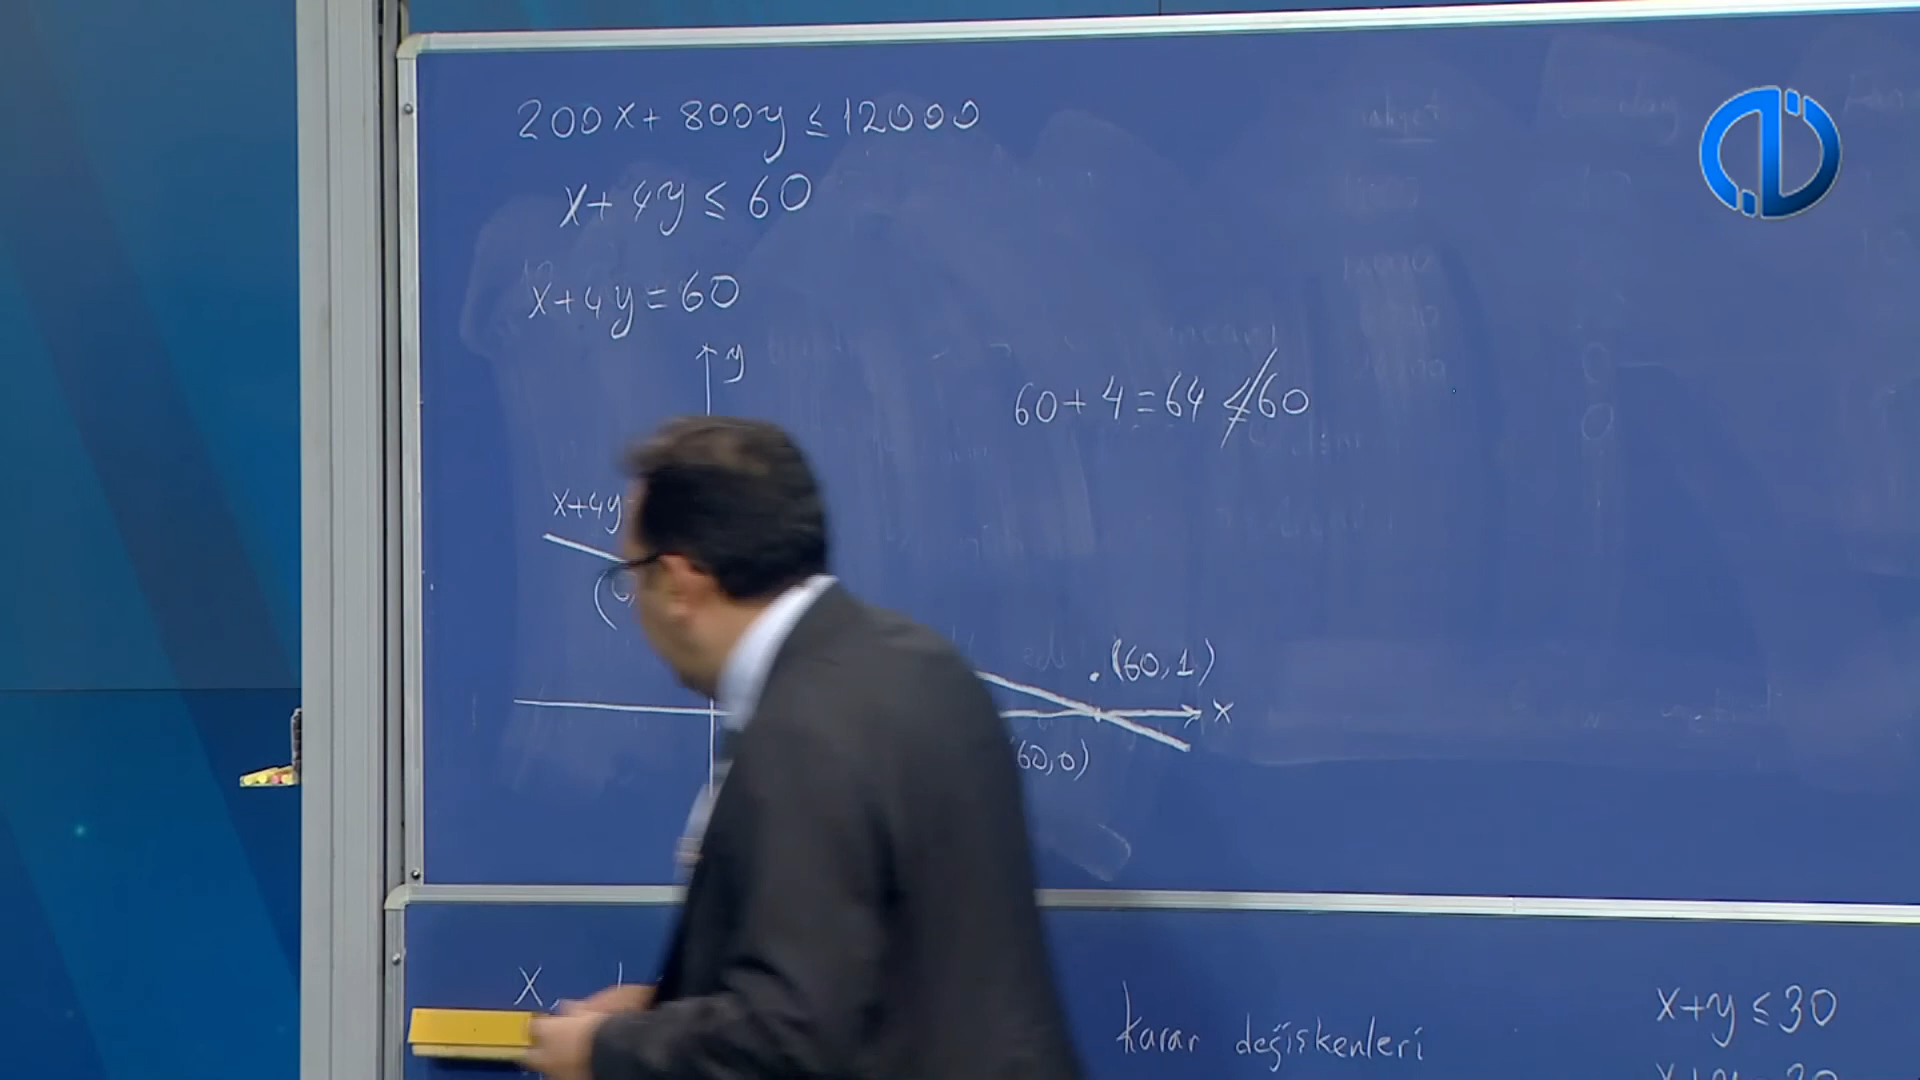 200x + 800y ≤ 12000
x + 4y ≤ 60
x + 4y = 60
y
60 + 4 = 64 ≰ 60
x+4y
(60,1)
x
60,0)
x
karar değişkenleri
x+y ≤ 30